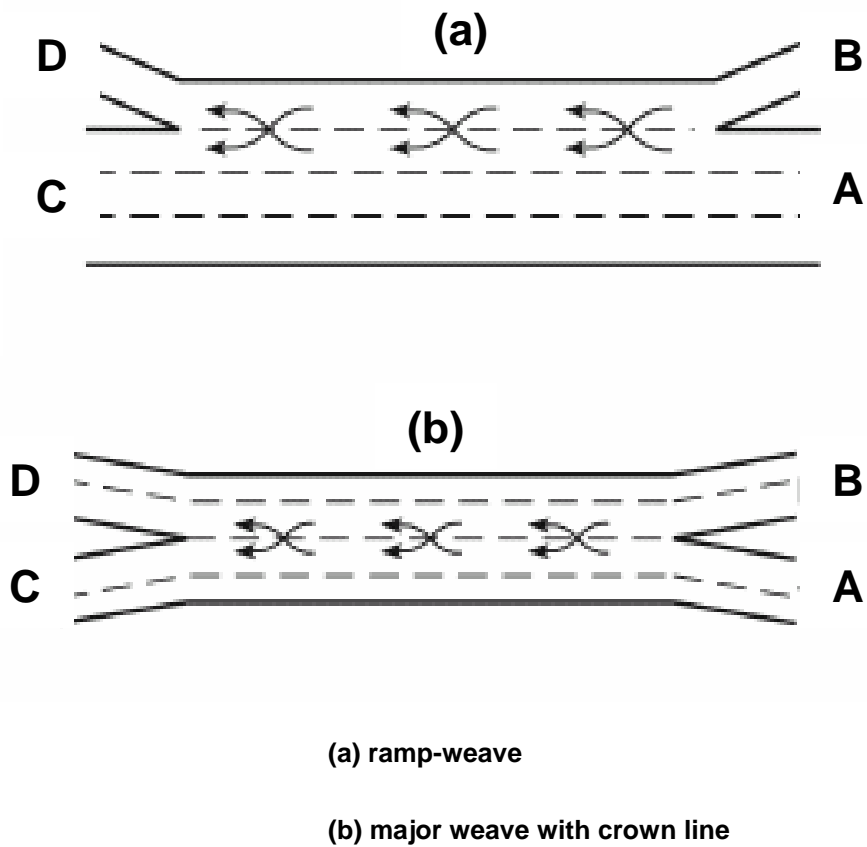 (a)
D B
C A
(b)
D B
C A
(a) ramp-weave
(b) major weave with crown line